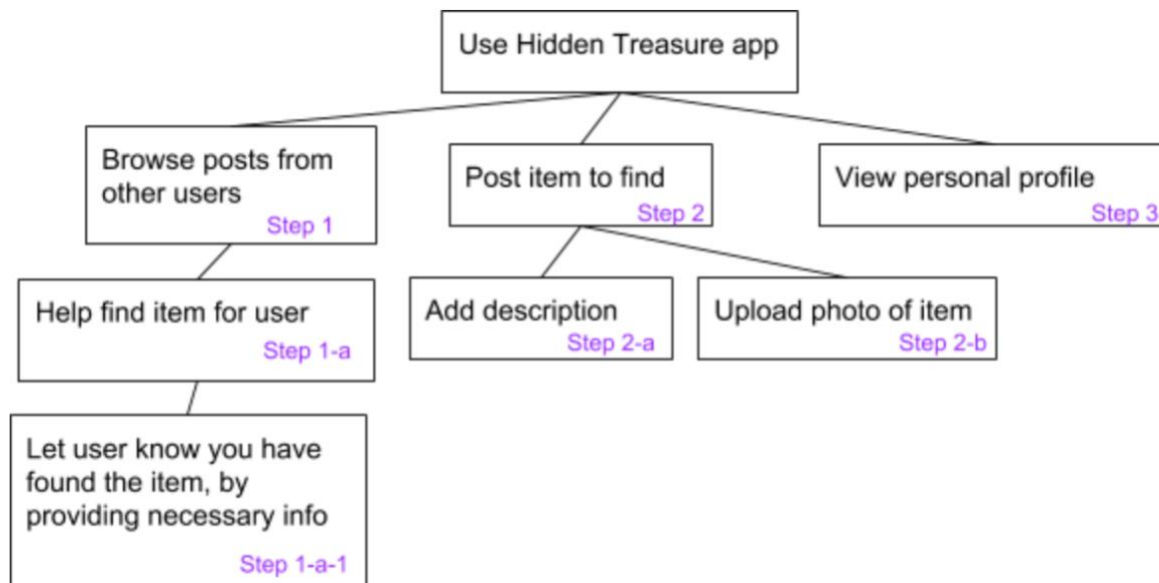 Use Hidden Treasure app
Browse posts from
other users
Step 1
Post item to find
Step 2
View personal profile
Step 3
Help find item for user
Step 1-a
Add description
Step 2-a
Upload photo of item
Step 2-b
Let user know you have
found the item, by
providing necessary info
Step 1-a-1